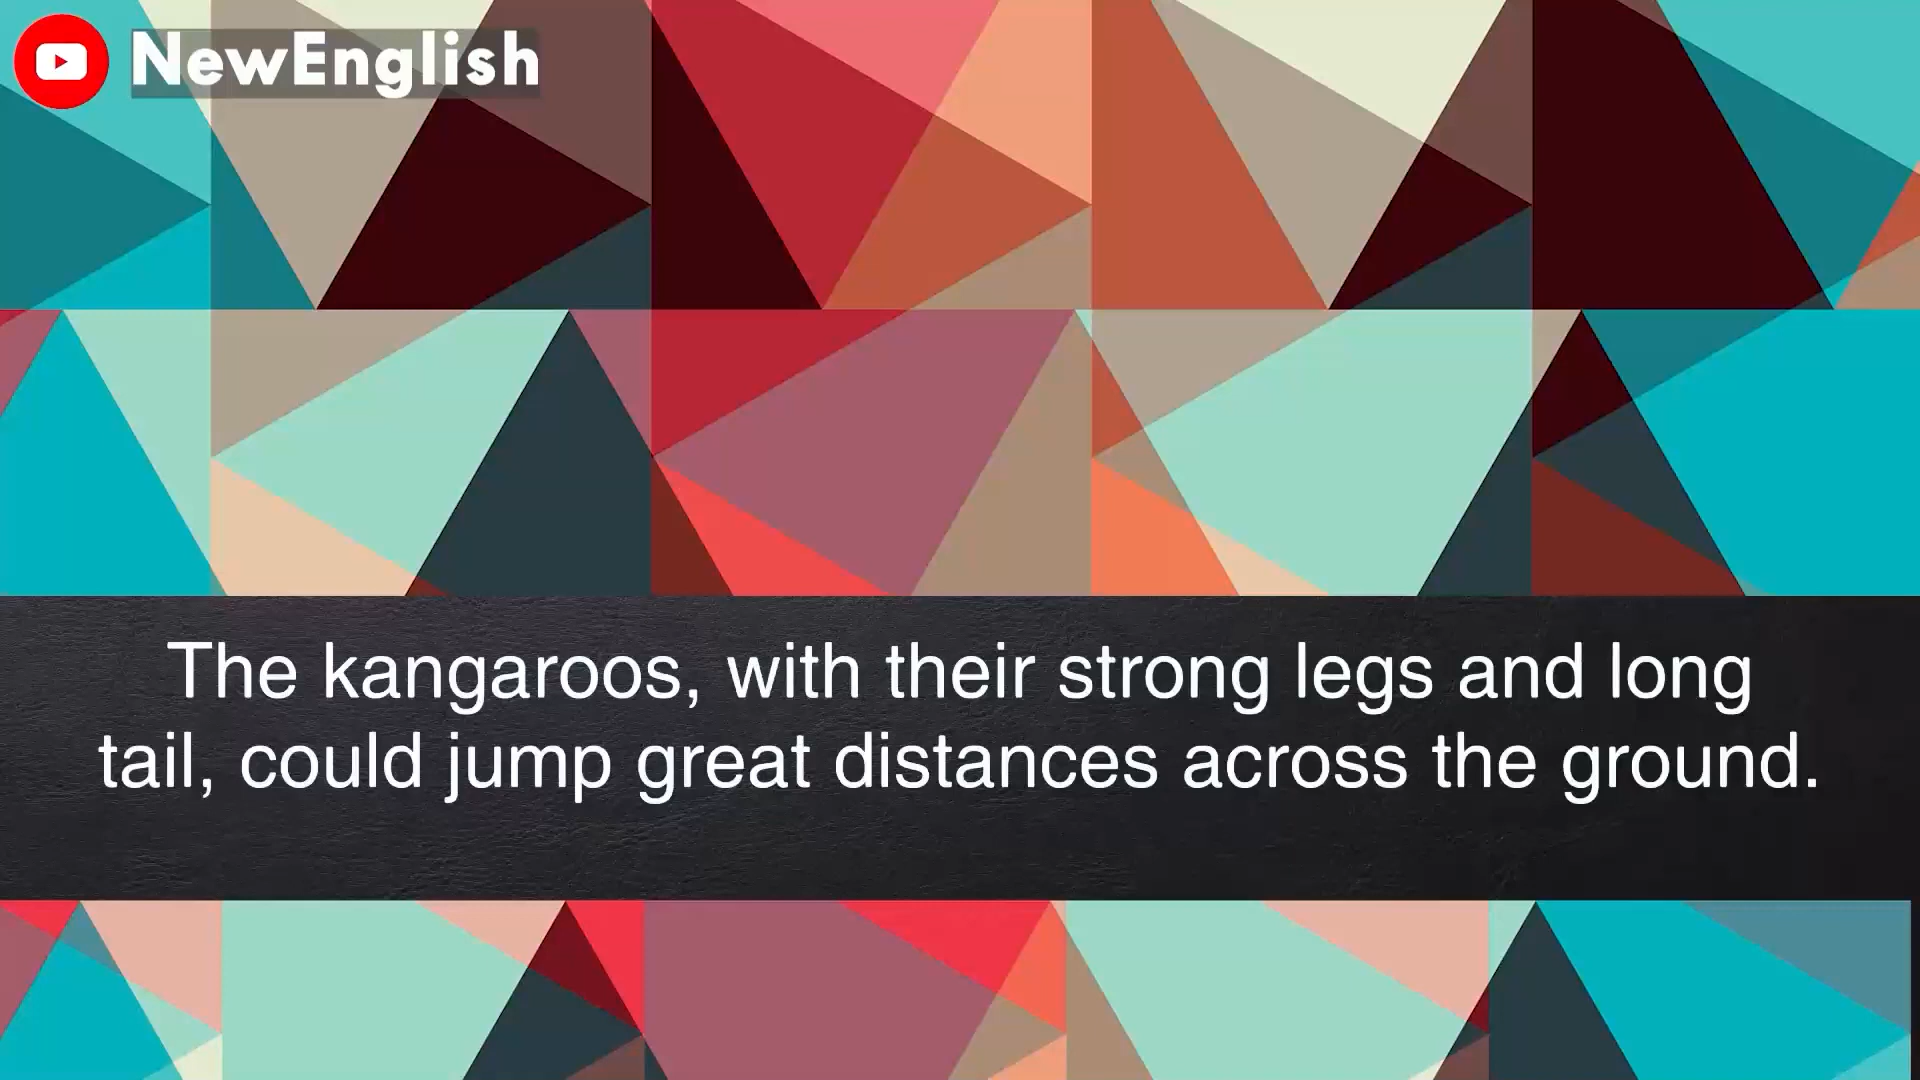 NewEnglish
The kangaroos, with their strong legs and long
tail, could jump great distances across the ground.